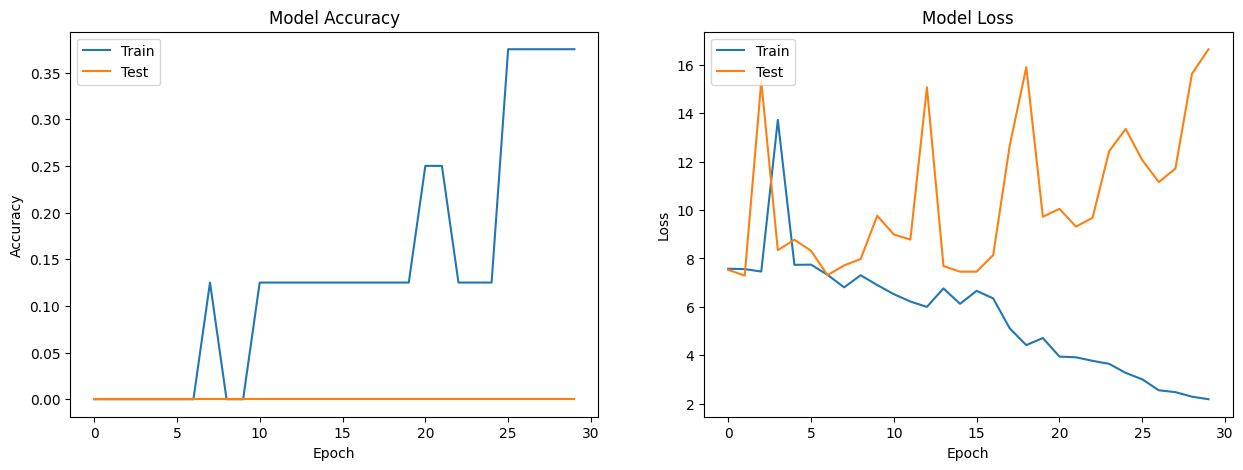 Model Accuracy
Train
Test
0.35
0.30
0.25
0.20
0.15
0.10
0.05
0.00
Accuracy
0 5 10 15 20 25 30
Epoch
Model Loss
Train
Test
16
14
12
10
8
6
4
2
Loss
0 5 10 15 20 25 30
Epoch